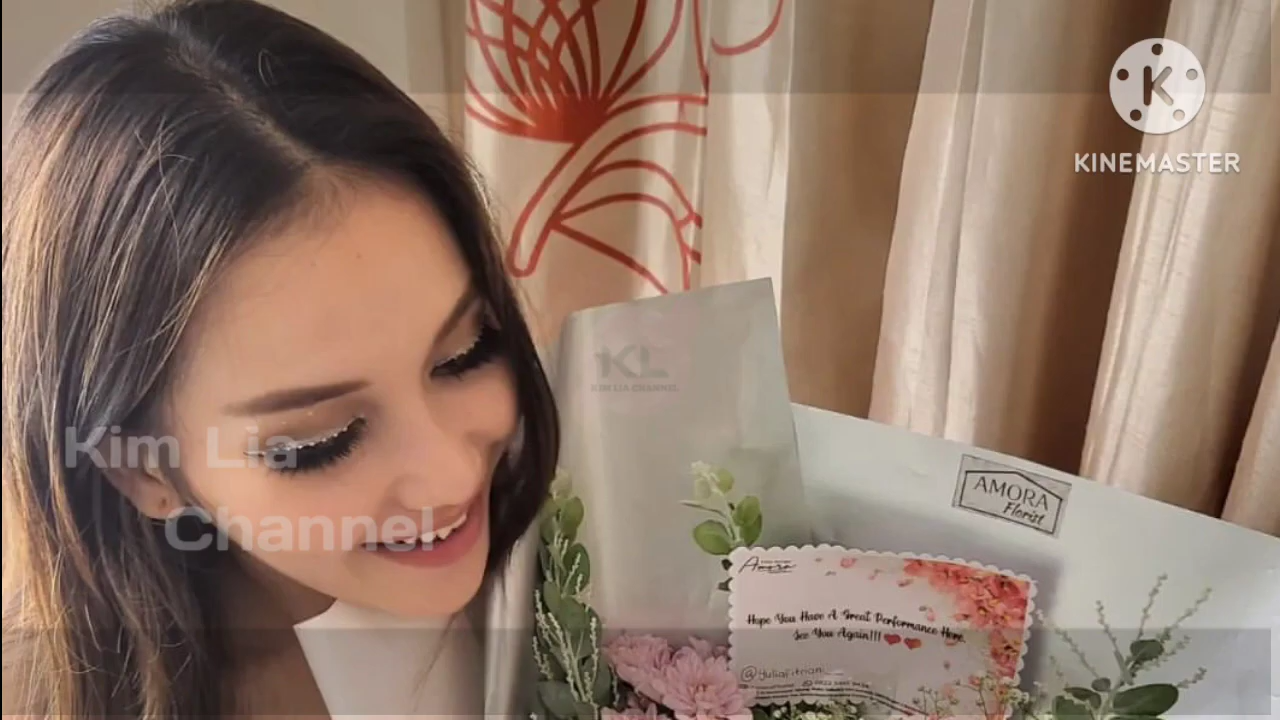 KINEMASTER
KL
KIM LIA CHANNEL
Kim Lia
Channel
AMORA
Florist
Amora
Hope You Have A Great Performance Here
See You Again!!!
@yuliafitriani